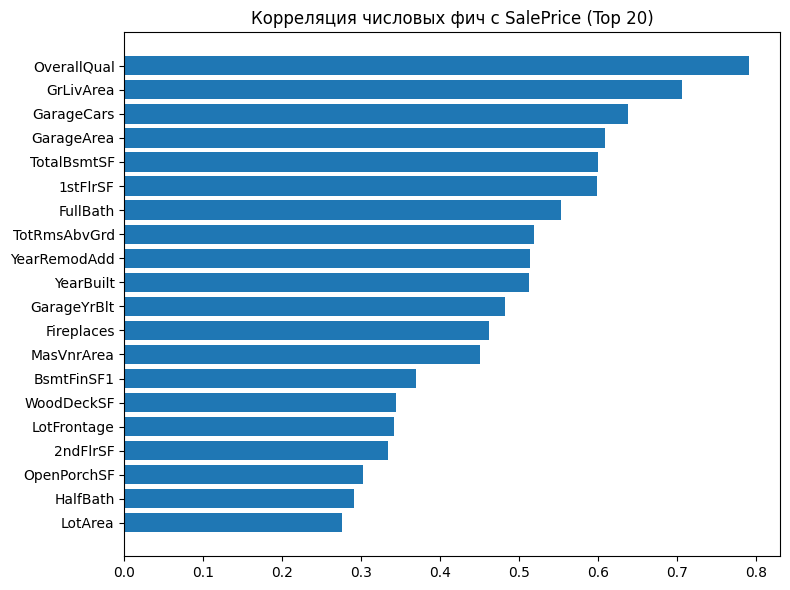 Корреляция числовых фич с SalePrice (Top 20)
OverallQual
GrLivArea
GarageCars
GarageArea
TotalBsmtSF
1stFlrSF
FullBath
TotRmsAbvGrd
YearRemodAdd
YearBuilt
GarageYrBlt
Fireplaces
MasVnrArea
BsmtFinSF1
WoodDeckSF
LotFrontage
2ndFlrSF
OpenPorchSF
HalfBath
LotArea
0.0 0.1 0.2 0.3 0.4 0.5 0.6 0.7 0.8